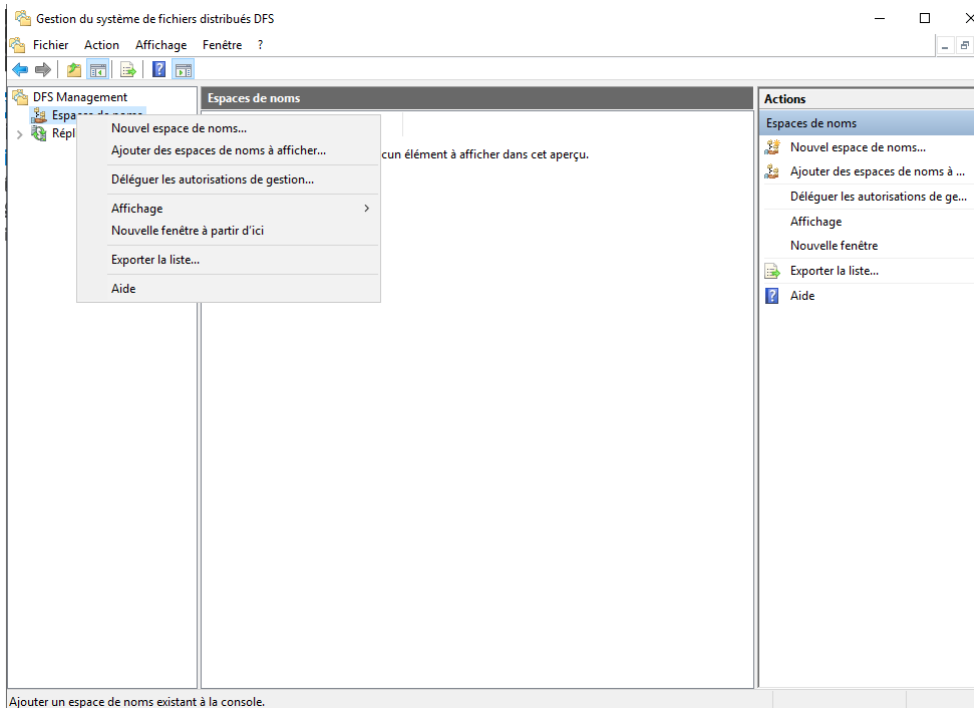 Gestion du système de fichiers distribués DFS
Fichier Action Affichage Fenêtre ?
DFS Management
Espaces de noms
Répl
Nouvel espace de noms...
Ajouter des espaces de noms à afficher...
Déléguer les autorisations de gestion...
Affichage
Nouvelle fenêtre à partir d'ici
Exporter la liste...
Aide
Espaces de noms
cun élément à afficher dans cet aperçu.
Actions
Espaces de noms
Nouvel espace de noms...
Ajouter des espaces de noms à ...
Déléguer les autorisations de ge...
Affichage
Nouvelle fenêtre
Exporter la liste...
Aide
Ajouter un espace de noms existant à la console.